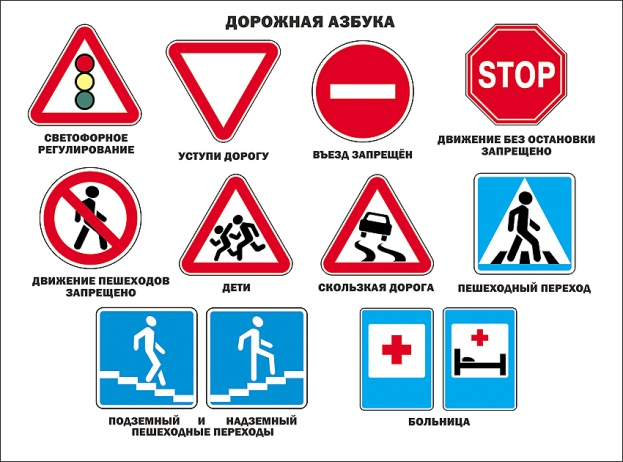 ДОРОЖНАЯ АЗБУКА
СВЕТОФОРНОЕ
РЕГУЛИРОВАНИЕ
УСТУПИ ДОРОГУ
ВЪЕЗД ЗАПРЕЩЁН
STOP
ДВИЖЕНИЕ БЕЗ ОСТАНОВКИ
ЗАПРЕЩЕНО
ДВИЖЕНИЕ ПЕШЕХОДОВ
ЗАПРЕЩЕНО
ДЕТИ
СКОЛЬЗКАЯ ДОРОГА
ПЕШЕХОДНЫЙ ПЕРЕХОД
ПОДЗЕМНЫЙ И НАДЗЕМНЫЙ
ПЕШЕХОДНЫЕ ПЕРЕХОДЫ
БОЛЬНИЦА